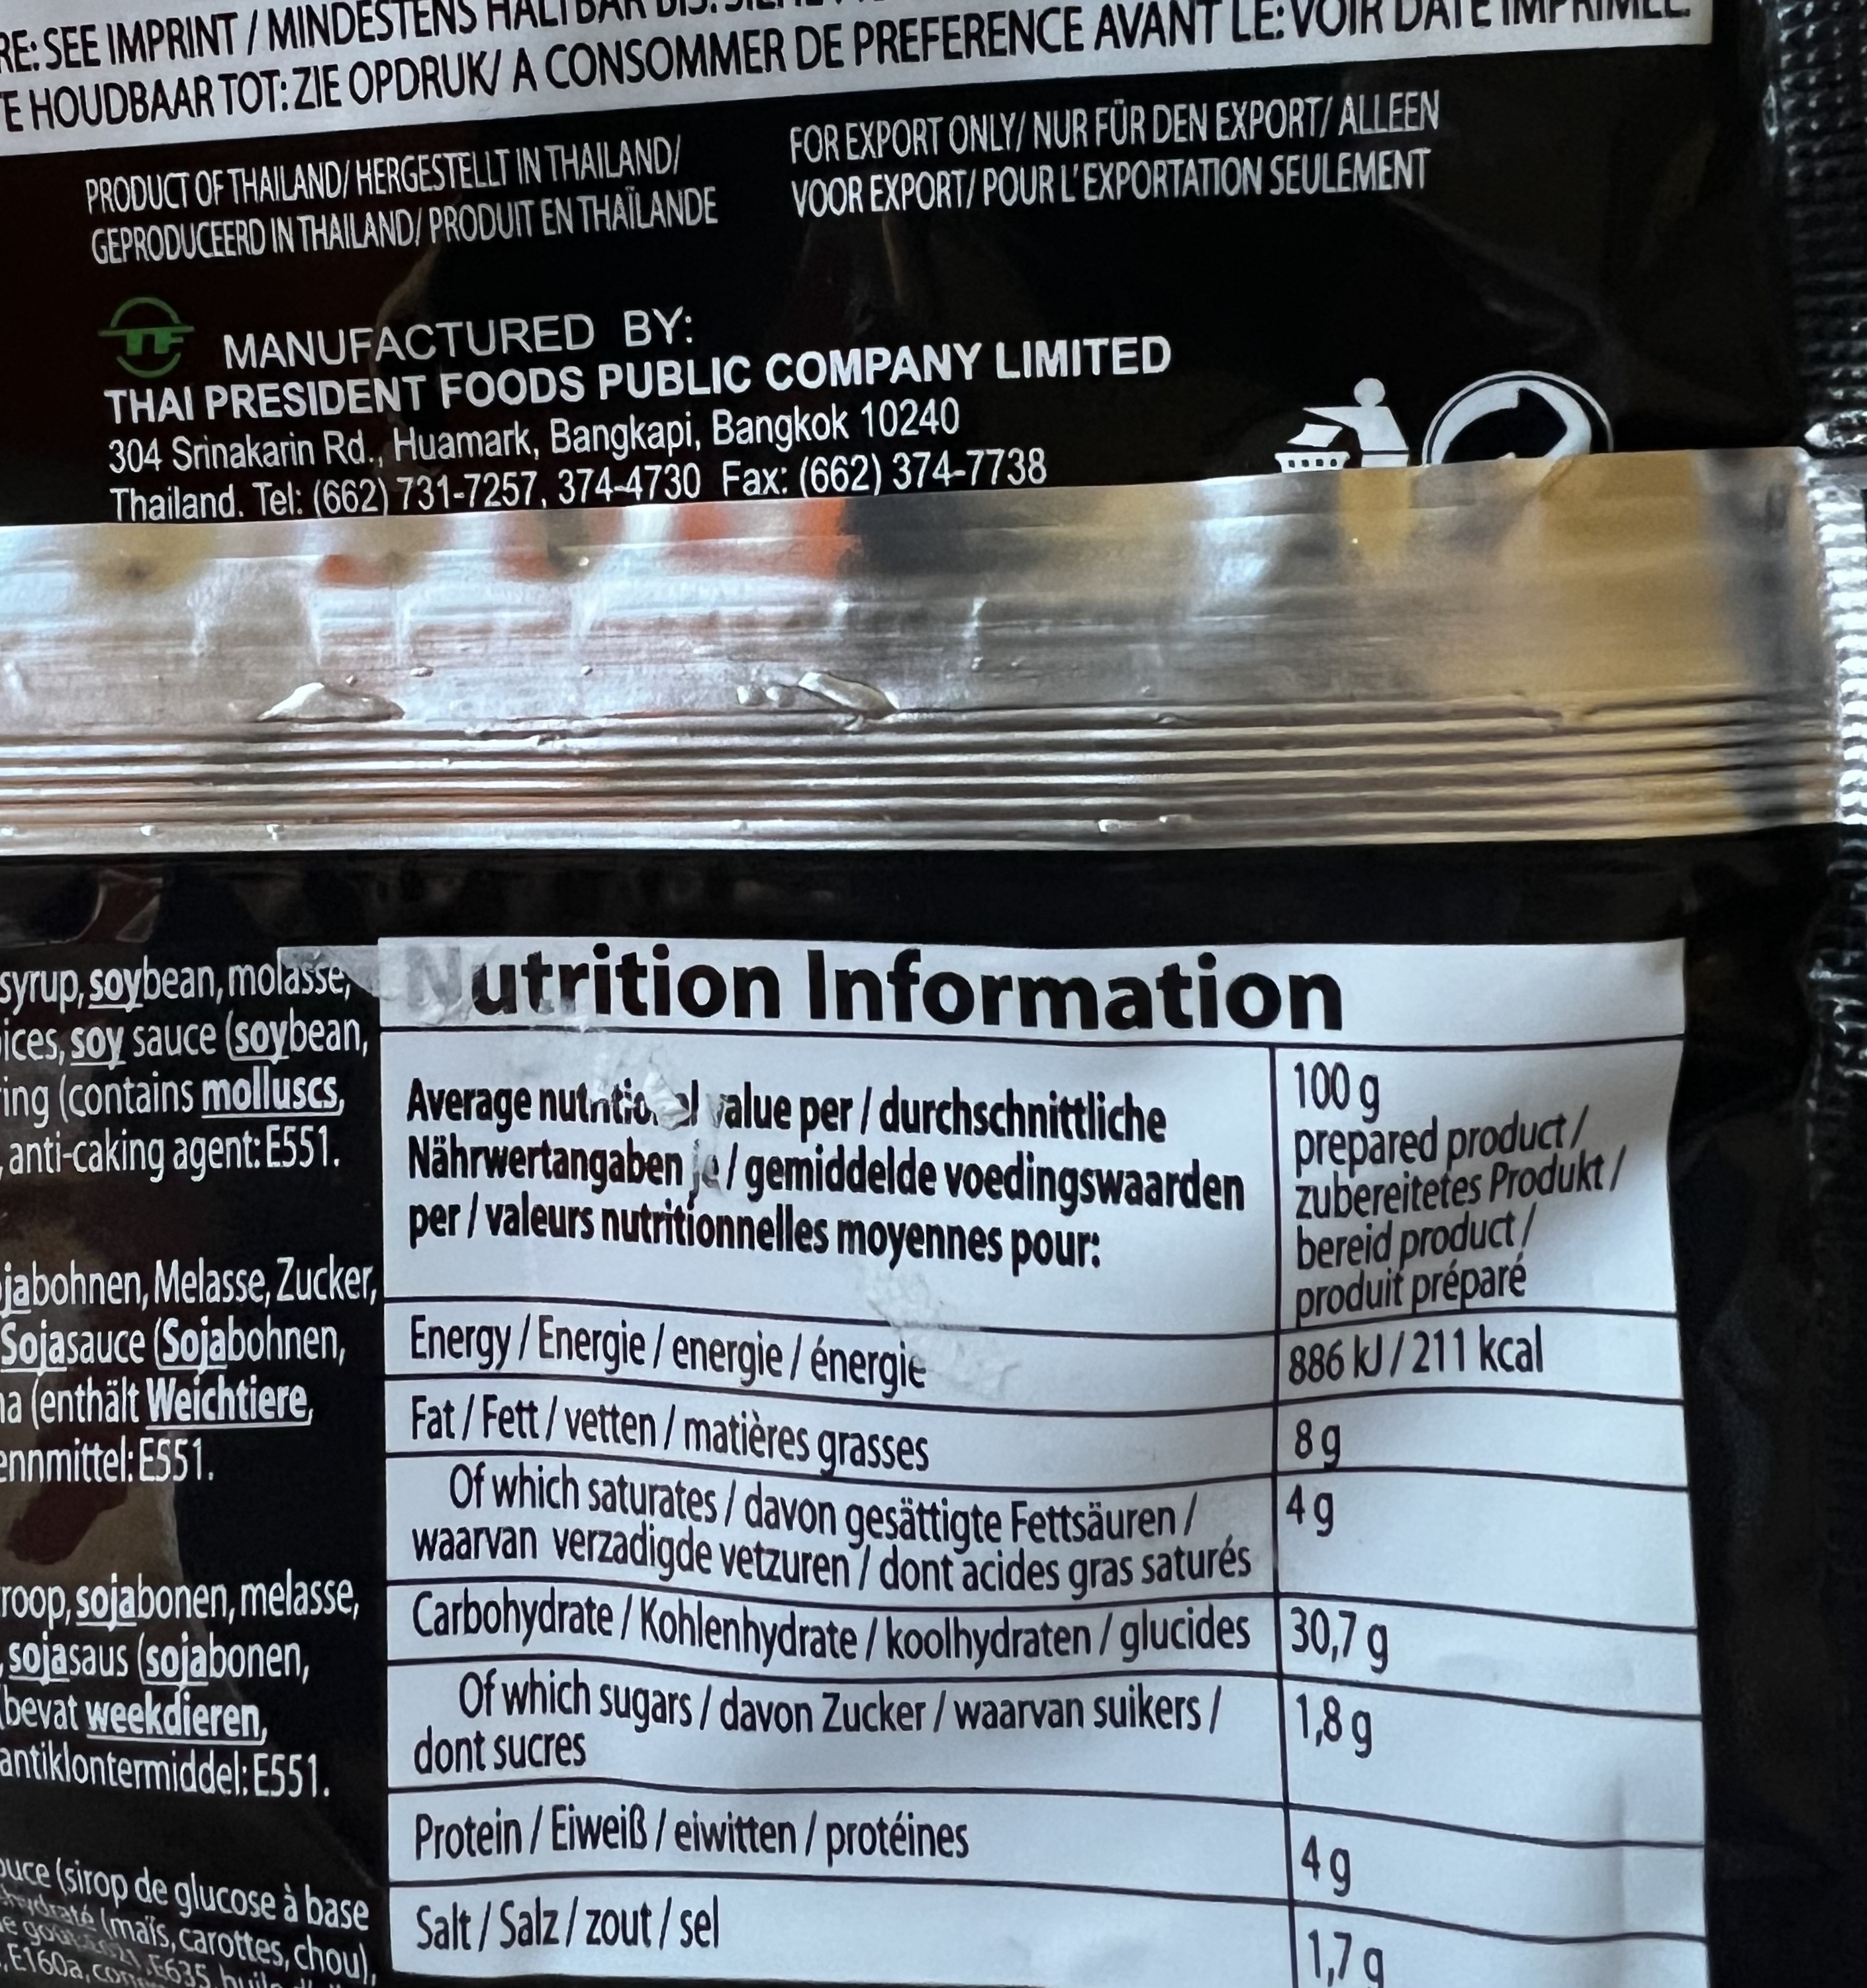 RE: SEE IMPRINT / MINDESTENS HALTBAR
E HOUDBAAR TOT: ZIE OPDRUK/ A CONSOMMER DE PREFERENCE AVANT LE: VOIR DATE IMPRIMEE.
PRODUCT OF THAILAND/ HERGESTELLT IN THAILAND/
GEPRODUCEERD IN THAILAND/ PRODUIT EN THAÏLANDE
FOR EXPORT ONLY/ NUR FÜR DEN EXPORT/ ALLEEN
VOOR EXPORT/ POUR L'EXPORTATION SEULEMENT
TF
MANUFACTURED BY:
THAI PRESIDENT FOODS PUBLIC COMPANY LIMITED
304 Srinakarin Rd., Huamark, Bangkapi, Bangkok 10240
Thailand. Tel: (662) 731-7257, 374-4730 Fax: (662) 374-7738
syrup, soybean, molasse,
ices, soy sauce (soybean,
ing (contains molluscs,
, anti-caking agent: E551.
jabohnen, Melasse, Zucker,
Sojasauce (Sojabohnen,
na (enthält Weichtiere,
ennmittel: E551.
roop, sojabonen, melasse,
, sojasaus (sojabonen,
(bevat weekdieren,
antiklontermiddel: E551.
uce (sirop de glucose à base
hydraté (maïs, carottes, chou),
E635,
E160a,
Nutrition Information
Average nutritional value per / durchschnittliche
Nährwertangaben je / gemiddelde voedingswaarden
per / valeurs nutritionnelles moyennes pour:
100 g
prepared product /
zubereitetes Produkt /
bereid product /
produit préparé
Energy / Energie / energie / énergie 886 kJ / 211 kcal
Fat / Fett / vetten / matières grasses 8 g
Of which saturates / davon gesättigte Fettsäuren / 4 g
waarvan verzadigde vetzuren / dont acides gras saturés
Carbohydrate / Kohlenhydrate / koolhydraten / glucides 30,7 g
Of which sugars / davon Zucker / waarvan suikers / 1,8 g
dont sucres
Protein / Eiweiß / eiwitten / protéines 4 g
Salt / Salz / zout / sel 1,7 g